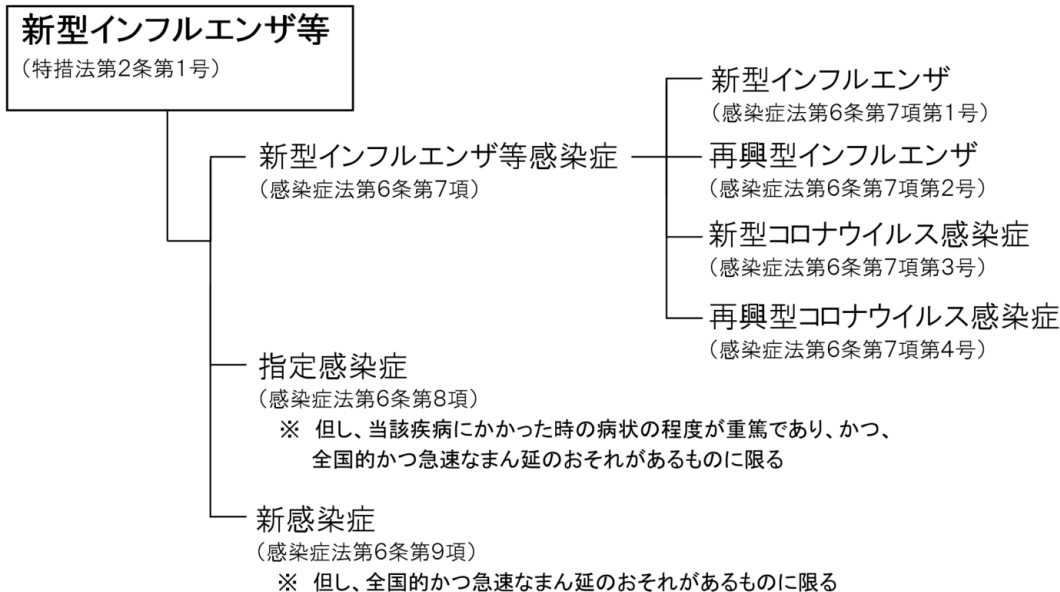 新型インフルエンザ等
（特措法第2条第1号）
新型インフルエンザ等感染症
（感染症法第6条第7項）
新型インフルエンザ
（感染症法第6条第7項第1号）
再興型インフルエンザ
（感染症法第6条第7項第2号）
新型コロナウイルス感染症
（感染症法第6条第7項第3号）
再興型コロナウイルス感染症
（感染症法第6条第7項第4号）
指定感染症
（感染症法第6条第8項）
※ 但し、当該疾病にかかった時の病状の程度が重篤であり、かつ、
全国的かつ急速なまん延のおそれがあるものに限る
新感染症
（感染症法第6条第9項）
※ 但し、全国的かつ急速なまん延のおそれがあるものに限る